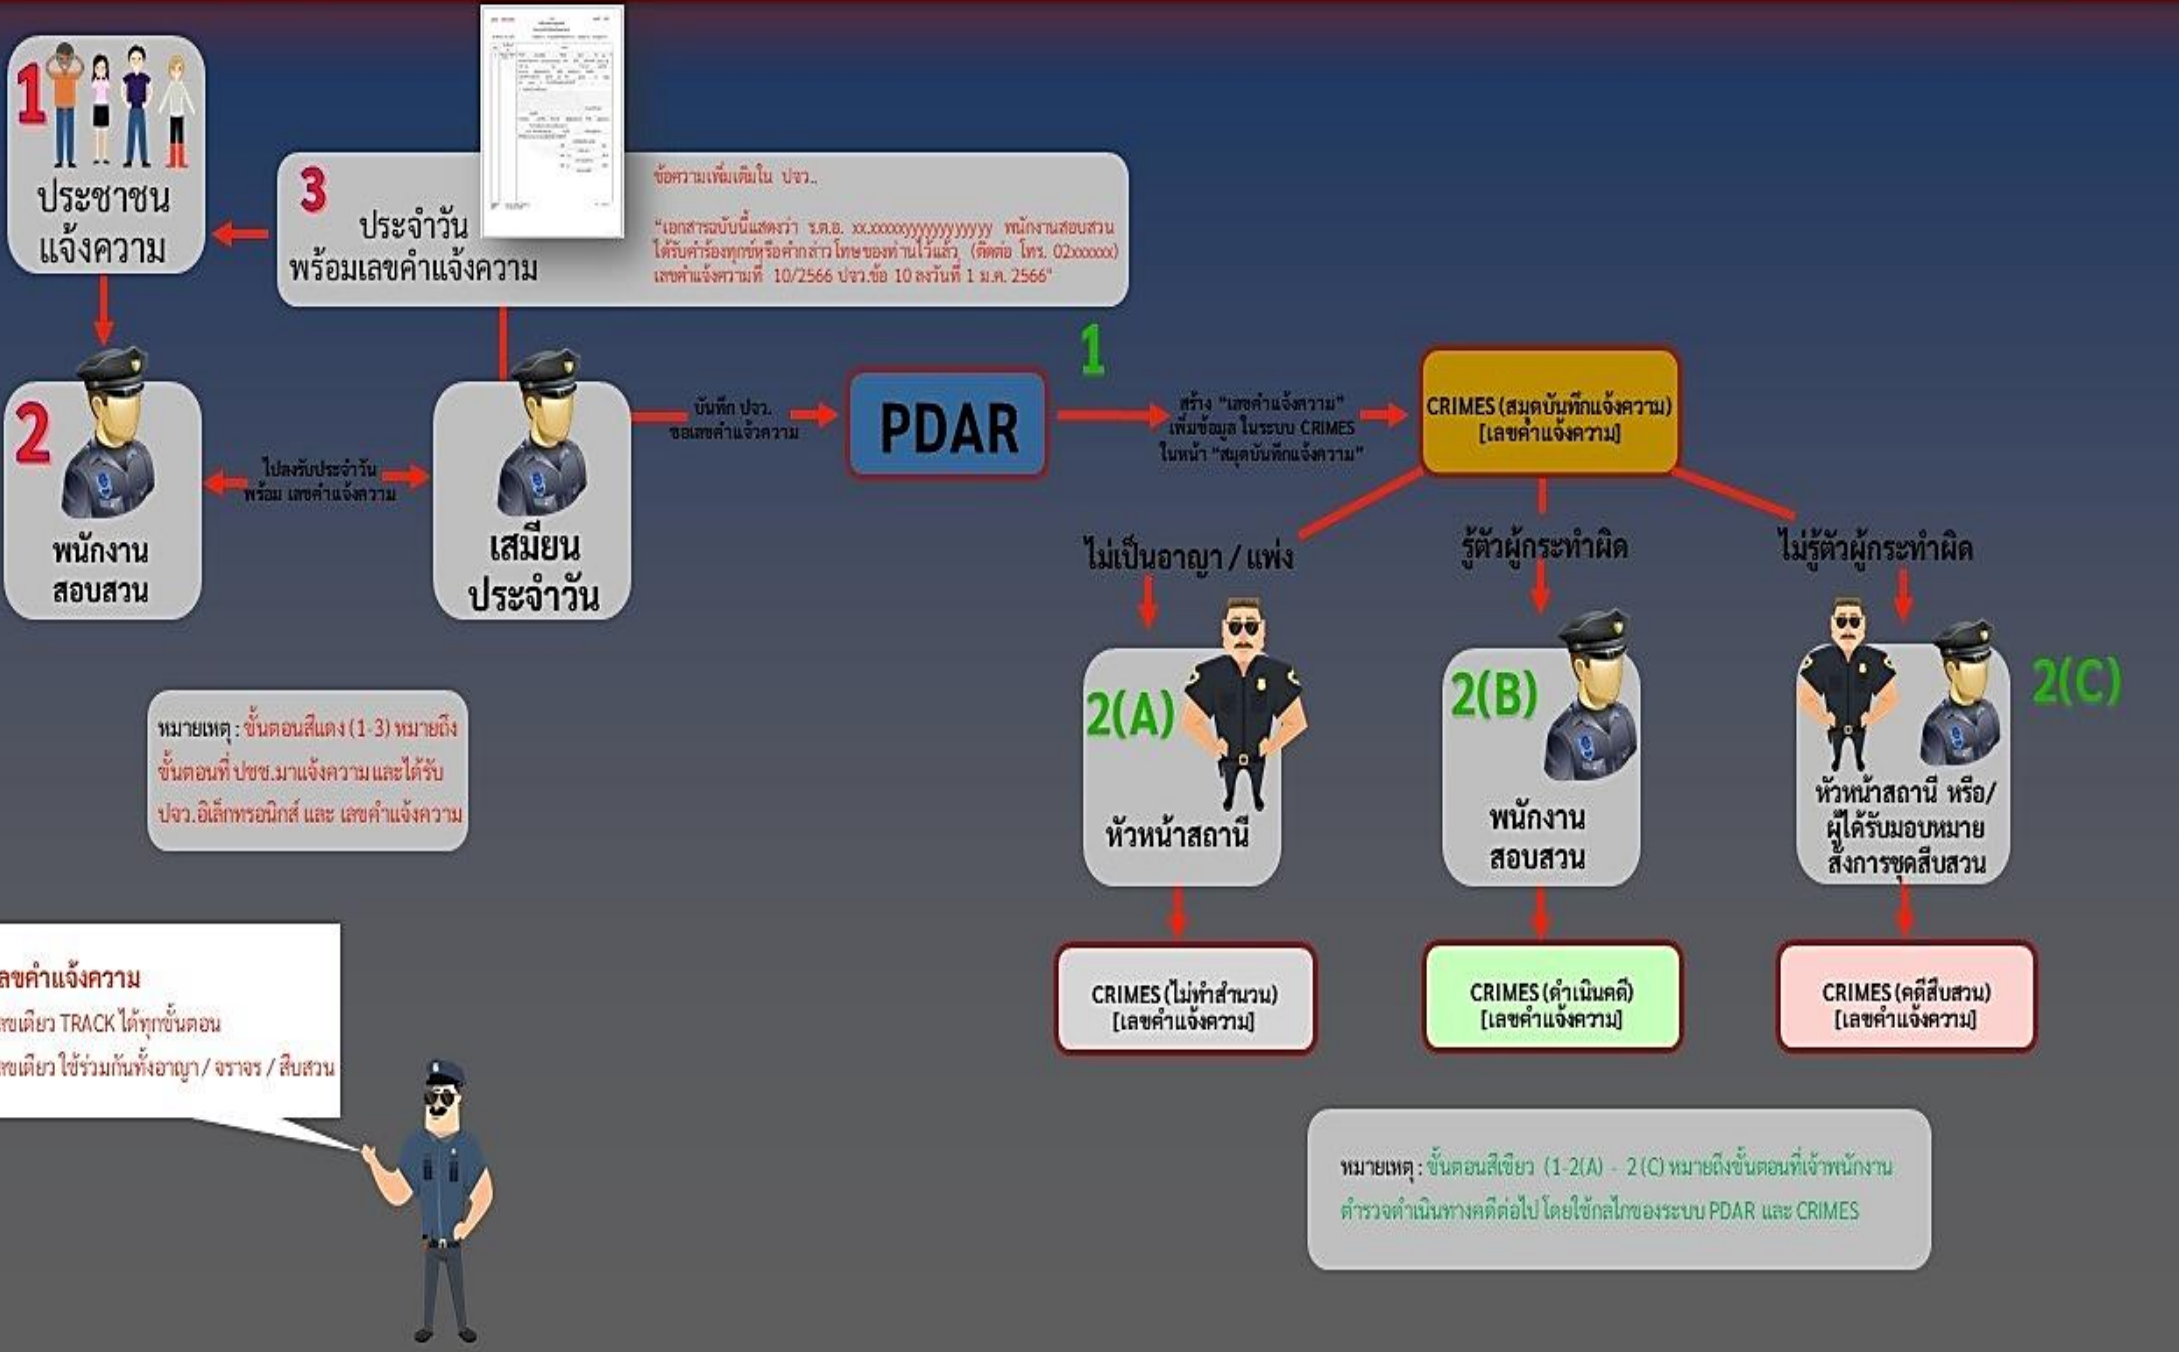 1
ประชาชน
แจ้งความ
3
ประจำวัน
พร้อมเลขคำแจ้งความ
ข้อความเพิ่มเติมใน ปจว..
"เอกสารฉบับนี้แสดงว่า ร.ต.อ. xx.xxxxxyyyyyyyyyyyy พนักงานสอบสวน
ได้รับคำร้องทุกข์หรือคำกล่าวโทษของท่านไว้แล้ว (ติดต่อ โทร. 02xxxxxx)
เลขคำแจ้งความที่ 10/2566 ปจว.ข้อ 10 ลงวันที่ 1 ม.ค. 2566"
2
พนักงาน
สอบสวน
ไปลงรับประจำวัน
พร้อม เลขคำแจ้งความ
เสมียน
ประจำวัน
บันทึก ปจว.
ขอเลขคำแจ้วความ
PDAR
1
สร้าง "เลขคำแจ้งความ"
เพิ่มข้อมูล ในระบบ CRIMES
ในหน้า "สมุดบันทึกแจ้งความ"
CRIMES (สมุดบันทึกแจ้งความ)
[เลขคำแจ้งความ]
ไม่เป็นอาญา / แพ่ง
รู้ตัวผู้กระทำผิด
ไม่รู้ตัวผู้กระทำผิด
2(A)
หัวหน้าสถานี
2(B)
พนักงาน
สอบสวน
2(C)
หัวหน้าสถานี หรือ/
ผู้ได้รับมอบหมาย
สั่งการชุดสืบสวน
CRIMES (ไม่ทำสำนวน)
[เลขคำแจ้งความ]
CRIMES (ดำเนินคดี)
[เลขคำแจ้งความ]
CRIMES (คดีสืบสวน)
[เลขคำแจ้งความ]
หมายเหตุ : ขั้นตอนสีแดง (1-3) หมายถึง
ขั้นตอนที่ ปชช.มาแจ้งความและได้รับ
ปจว.อิเล็กทรอนิกส์ และ เลขคำแจ้งความ
ลขคำแจ้งความ
ลขเดียว TRACK ได้ทุกขั้นตอน
ลขเดียว ใช้ร่วมกันทั้งอาญา / จราจร / สืบสวน
หมายเหตุ : ขั้นตอนสีเขียว (1-2(A) - 2 (C) หมายถึงขั้นตอนที่เจ้าพนักงาน
ตำรวจดำเนินทางคดีต่อไป โดยใช้กลไกของระบบ PDAR และ CRIMES